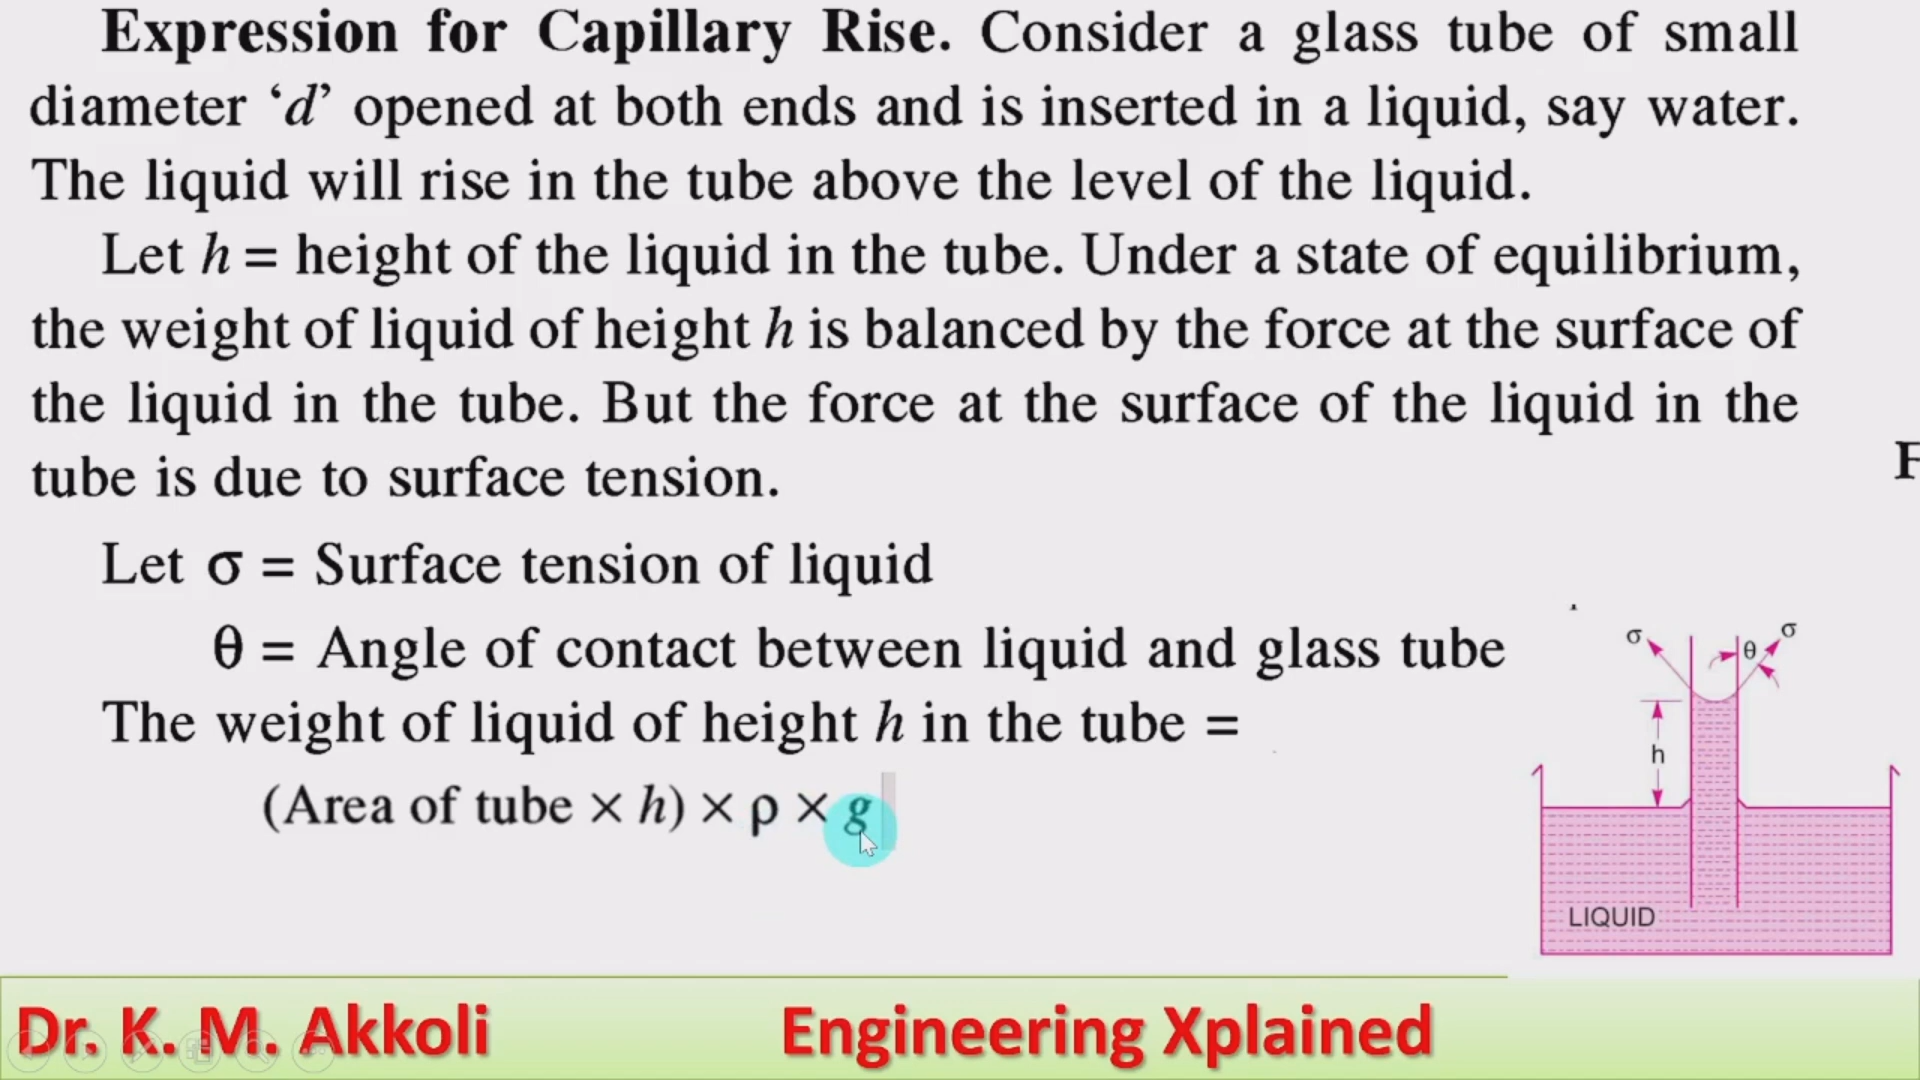 Expression for Capillary Rise. Consider a glass tube of small
diameter ‘d’ opened at both ends and is inserted in a liquid, say water.
The liquid will rise in the tube above the level of the liquid.
Let h = height of the liquid in the tube. Under a state of equilibrium,
the weight of liquid of height h is balanced by the force at the surface of
the liquid in the tube. But the force at the surface of the liquid in the
tube is due to surface tension.
F
Let σ = Surface tension of liquid
θ = Angle of contact between liquid and glass tube
The weight of liquid of height h in the tube =
(Area of tube × h) × ρ × g
σ θ σ
h
LIQUID
Dr. K. M. Akkoli Engineering Xplained